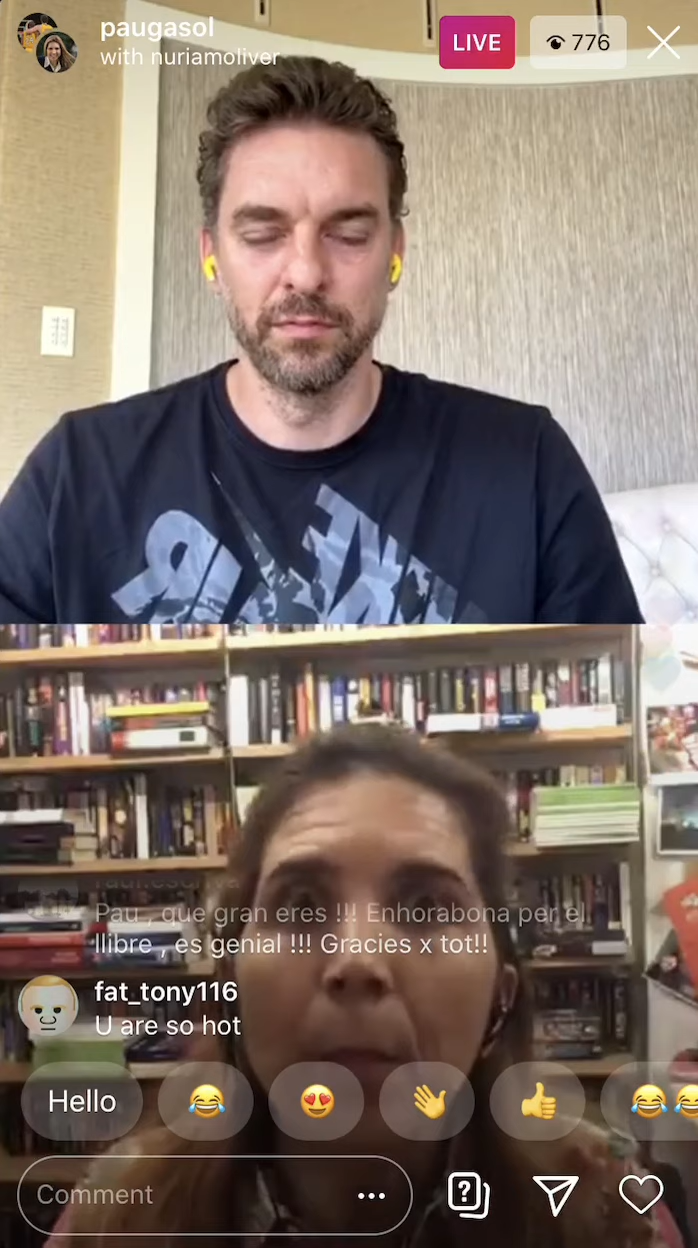 paugasol
with nuriamoliver
LIVE
776
Pau , que gran eres !!! Enhorabona per el
llibre , es genial !!! Gracies x tot!!
fat_tony116
U are so hot
Hello
Comment